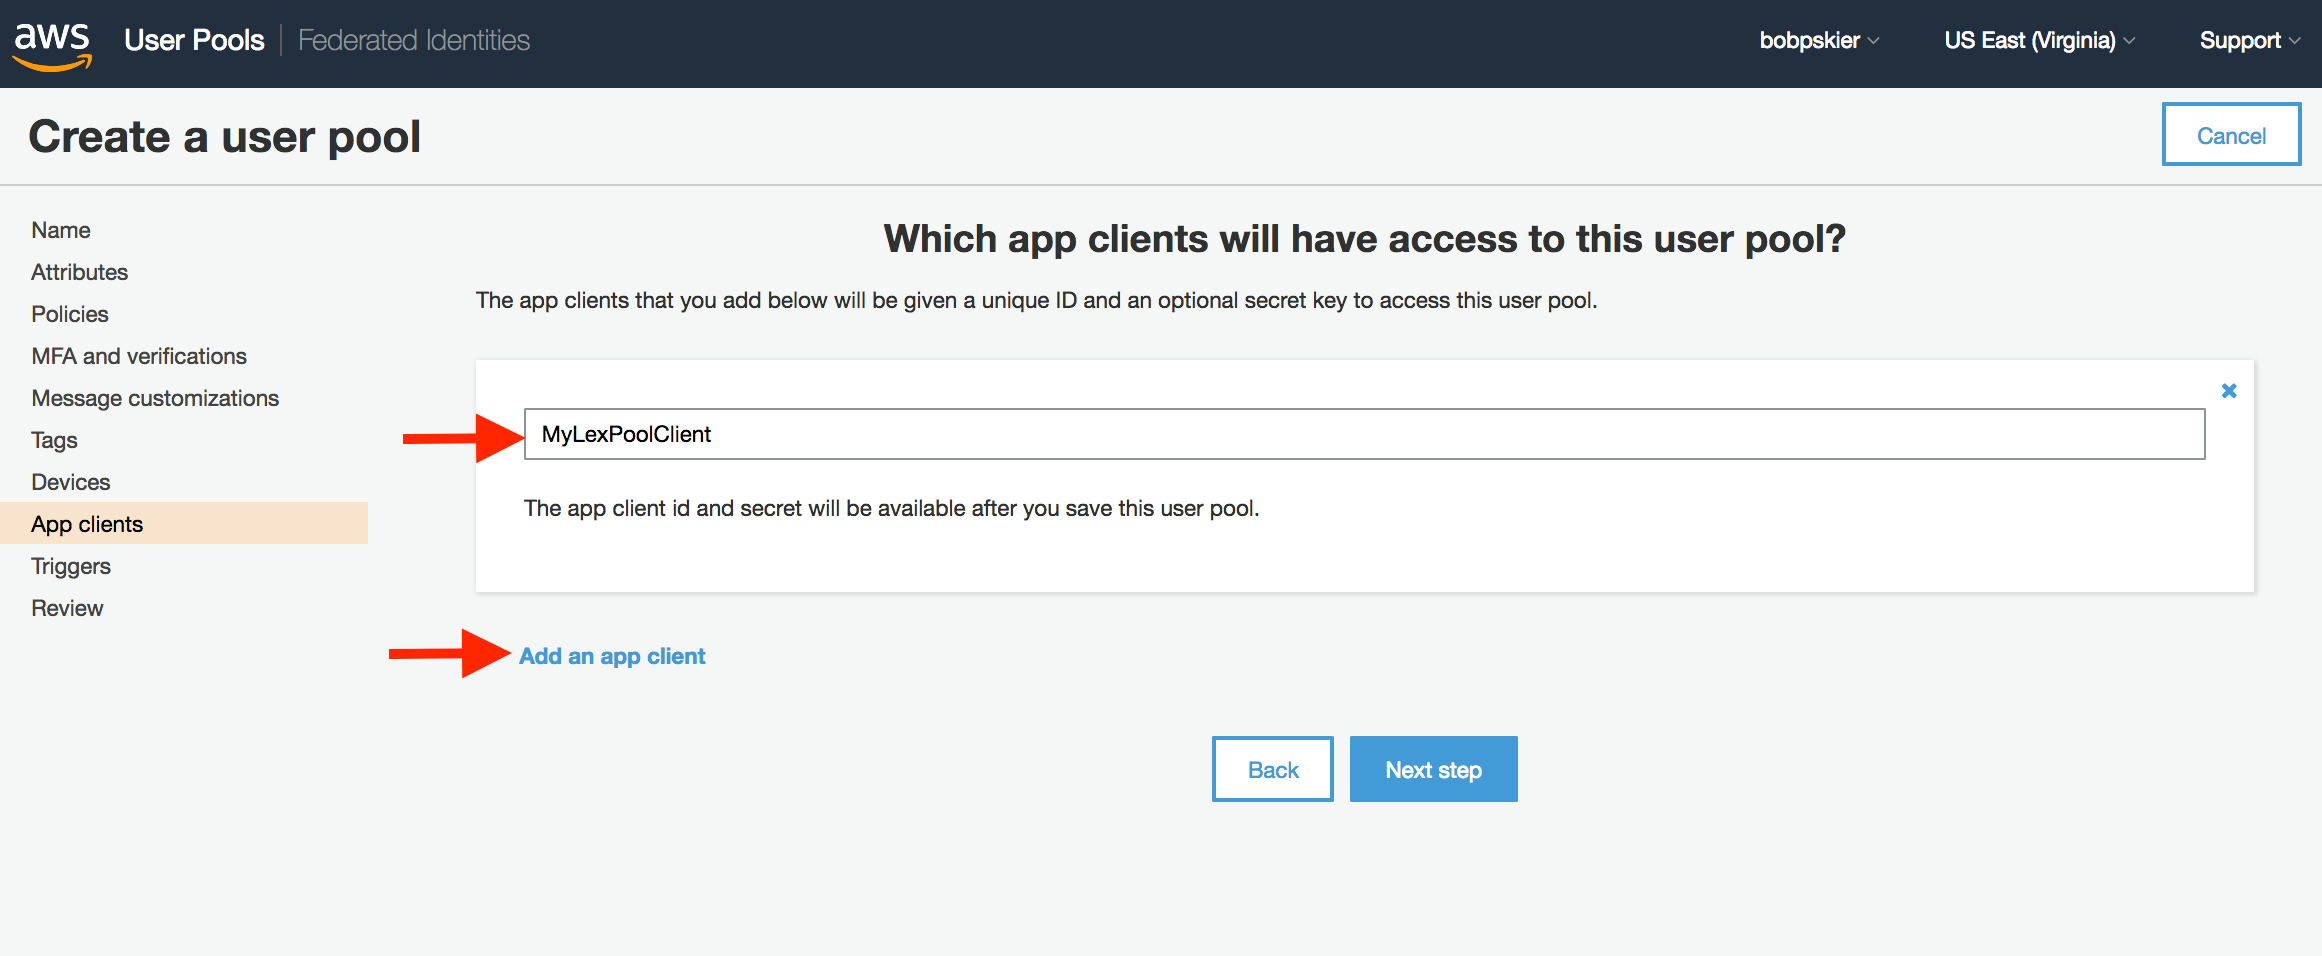 aws User Pools Federated Identities bobpskier US East (Virginia) Support
Create a user pool Cancel
Name
Attributes
Policies
MFA and verifications
Message customizations
Tags
Devices
App clients
Triggers
Review
Which app clients will have access to this user pool?
The app clients that you add below will be given a unique ID and an optional secret key to access this user pool.
MyLexPoolClient
The app client id and secret will be available after you save this user pool.
Add an app client
Back Next step